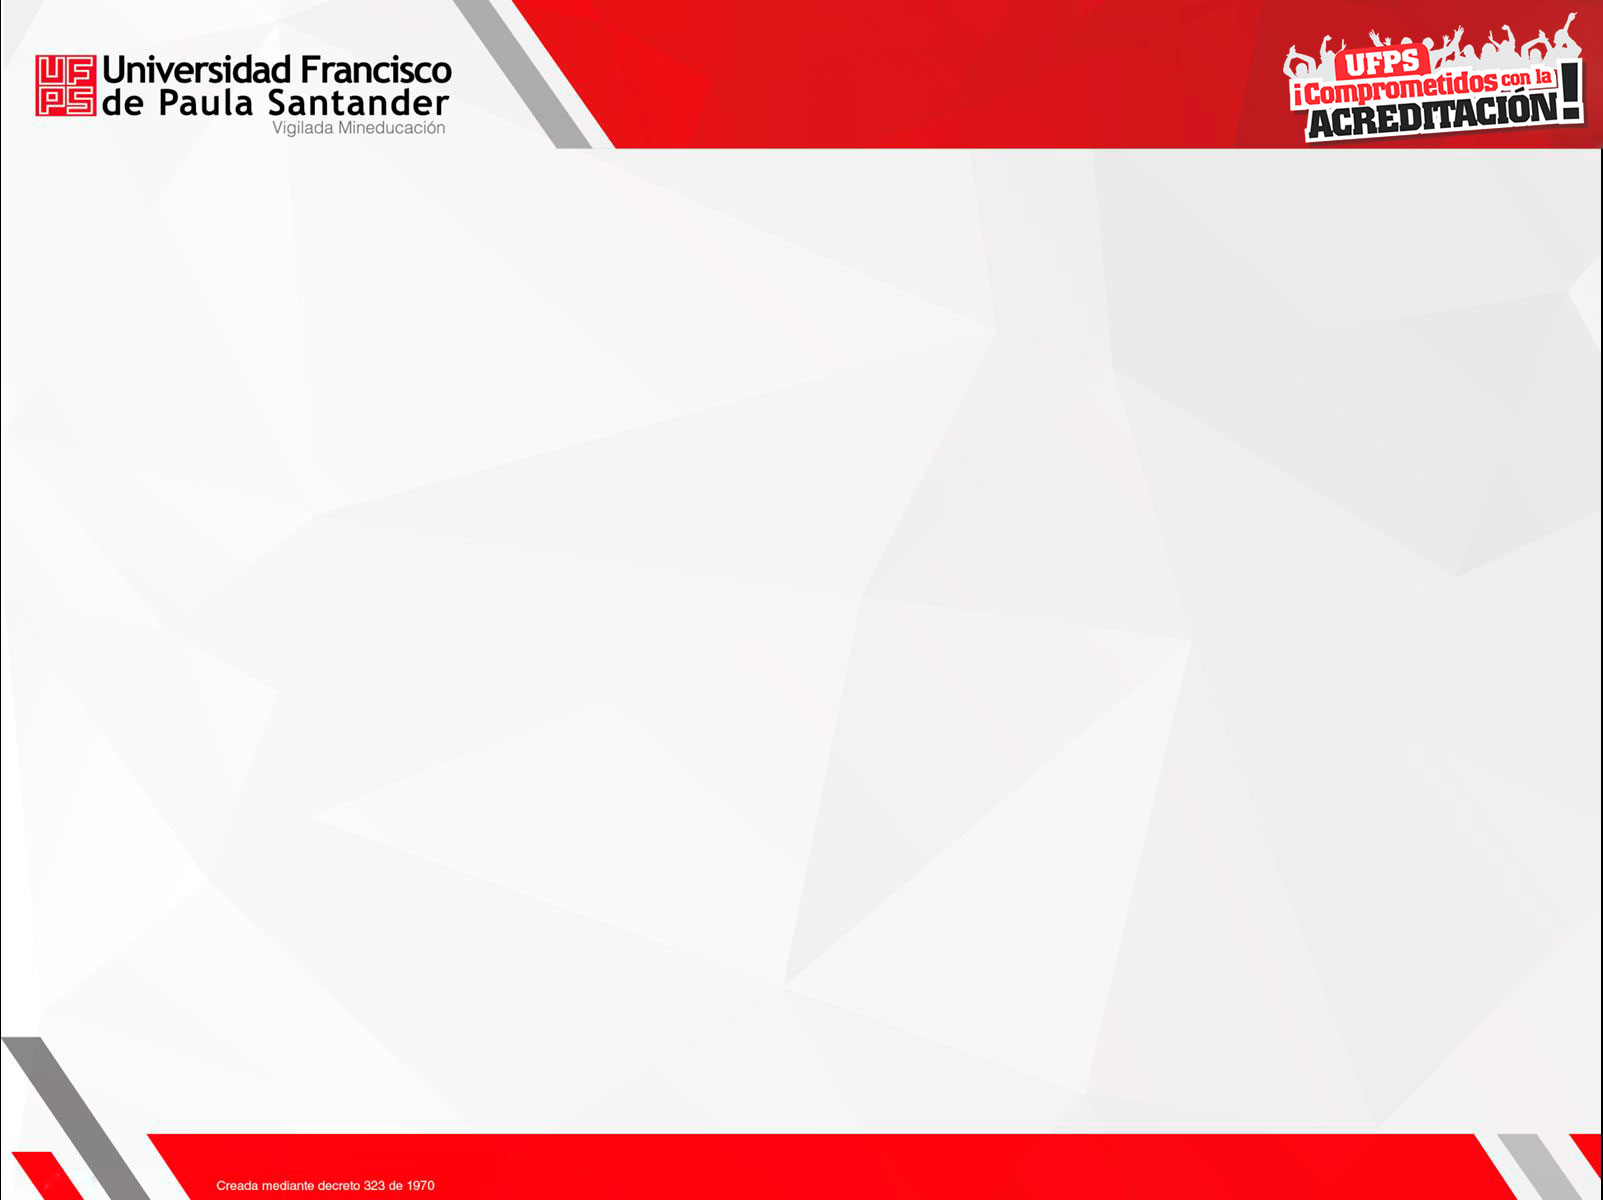 UFPS
Universidad Francisco
de Paula Santander
Vigilada Mineducación
UFPS
¡Comprometidos con la
ACREDITACIÓN!
Creada mediante decreto 323 de 1970